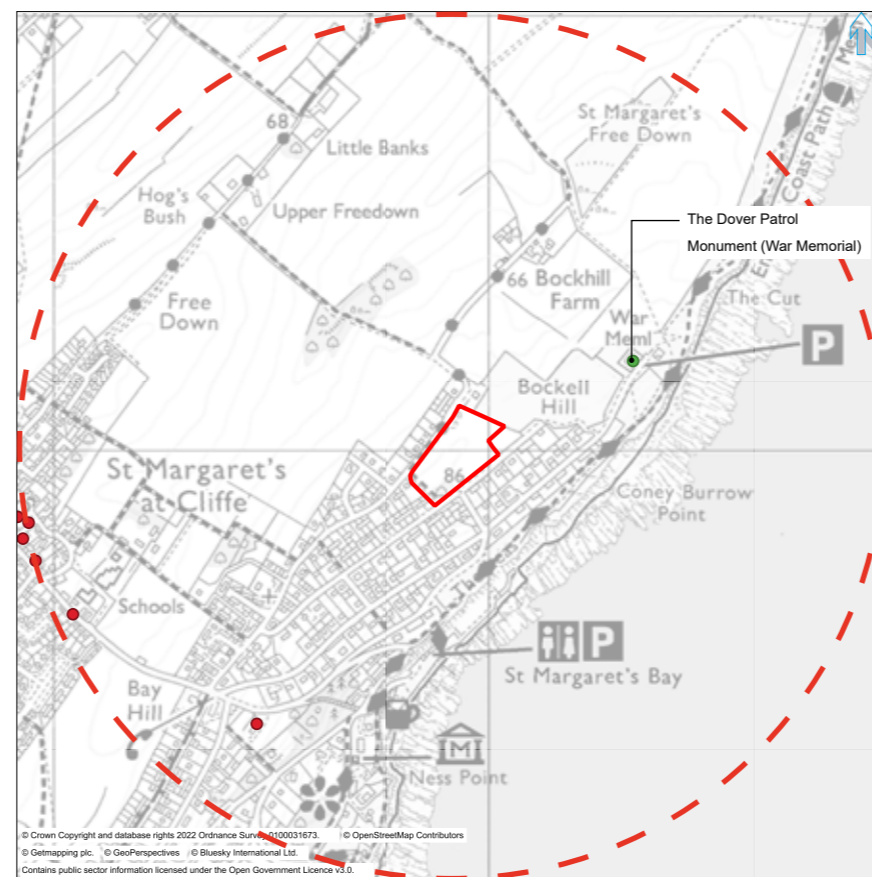 68
Little Banks
St Margaret's
Free Down
Coast Path
Hog's
Bush
Upper Freedown
The Dover Patrol
Monument (War Memorial)
66 Bockhill
Farm
The Cut
Free
Down
War
Meml
P
Bockell
Hill
St Margaret's
at Cliffe
86
Coney Burrow
Point
Schools
P
St Margaret's Bay
Bay
Hill
M
Ness Point
© Crown Copyright and database rights 2022 Ordnance Survey 0100031673. © OpenStreetMap Contributors
© Getmapping plc. © GeoPerspectives © Bluesky International Ltd.
Contains public sector information licensed under the Open Government Licence v3.0.